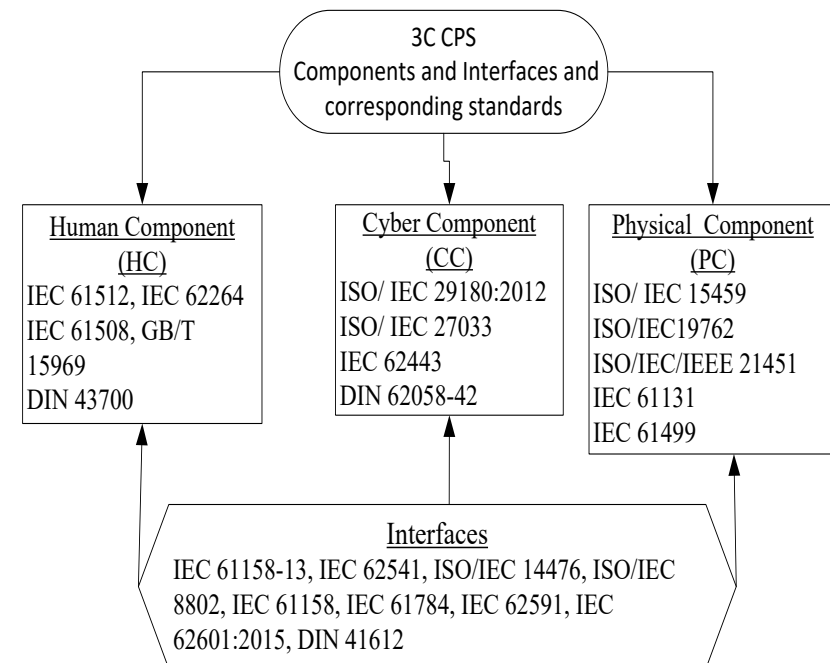 3C CPS
Components and Interfaces and
corresponding standards
Human Component
(HC)
IEC 61512, IEC 62264
IEC 61508, GB/T
15969
DIN 43700
Cyber Component
(CC)
ISO/ IEC 29180:2012
ISO/ IEC 27033
IEC 62443
DIN 62058-42
Physical Component
(PC)
ISO/ IEC 15459
ISO/IEC19762
ISO/IEC/IEEE 21451
IEC 61131
IEC 61499
Interfaces
IEC 61158-13, IEC 62541, ISO/IEC 14476, ISO/IEC
8802, IEC 61158, IEC 61784, IEC 62591, IEC
62601:2015, DIN 41612